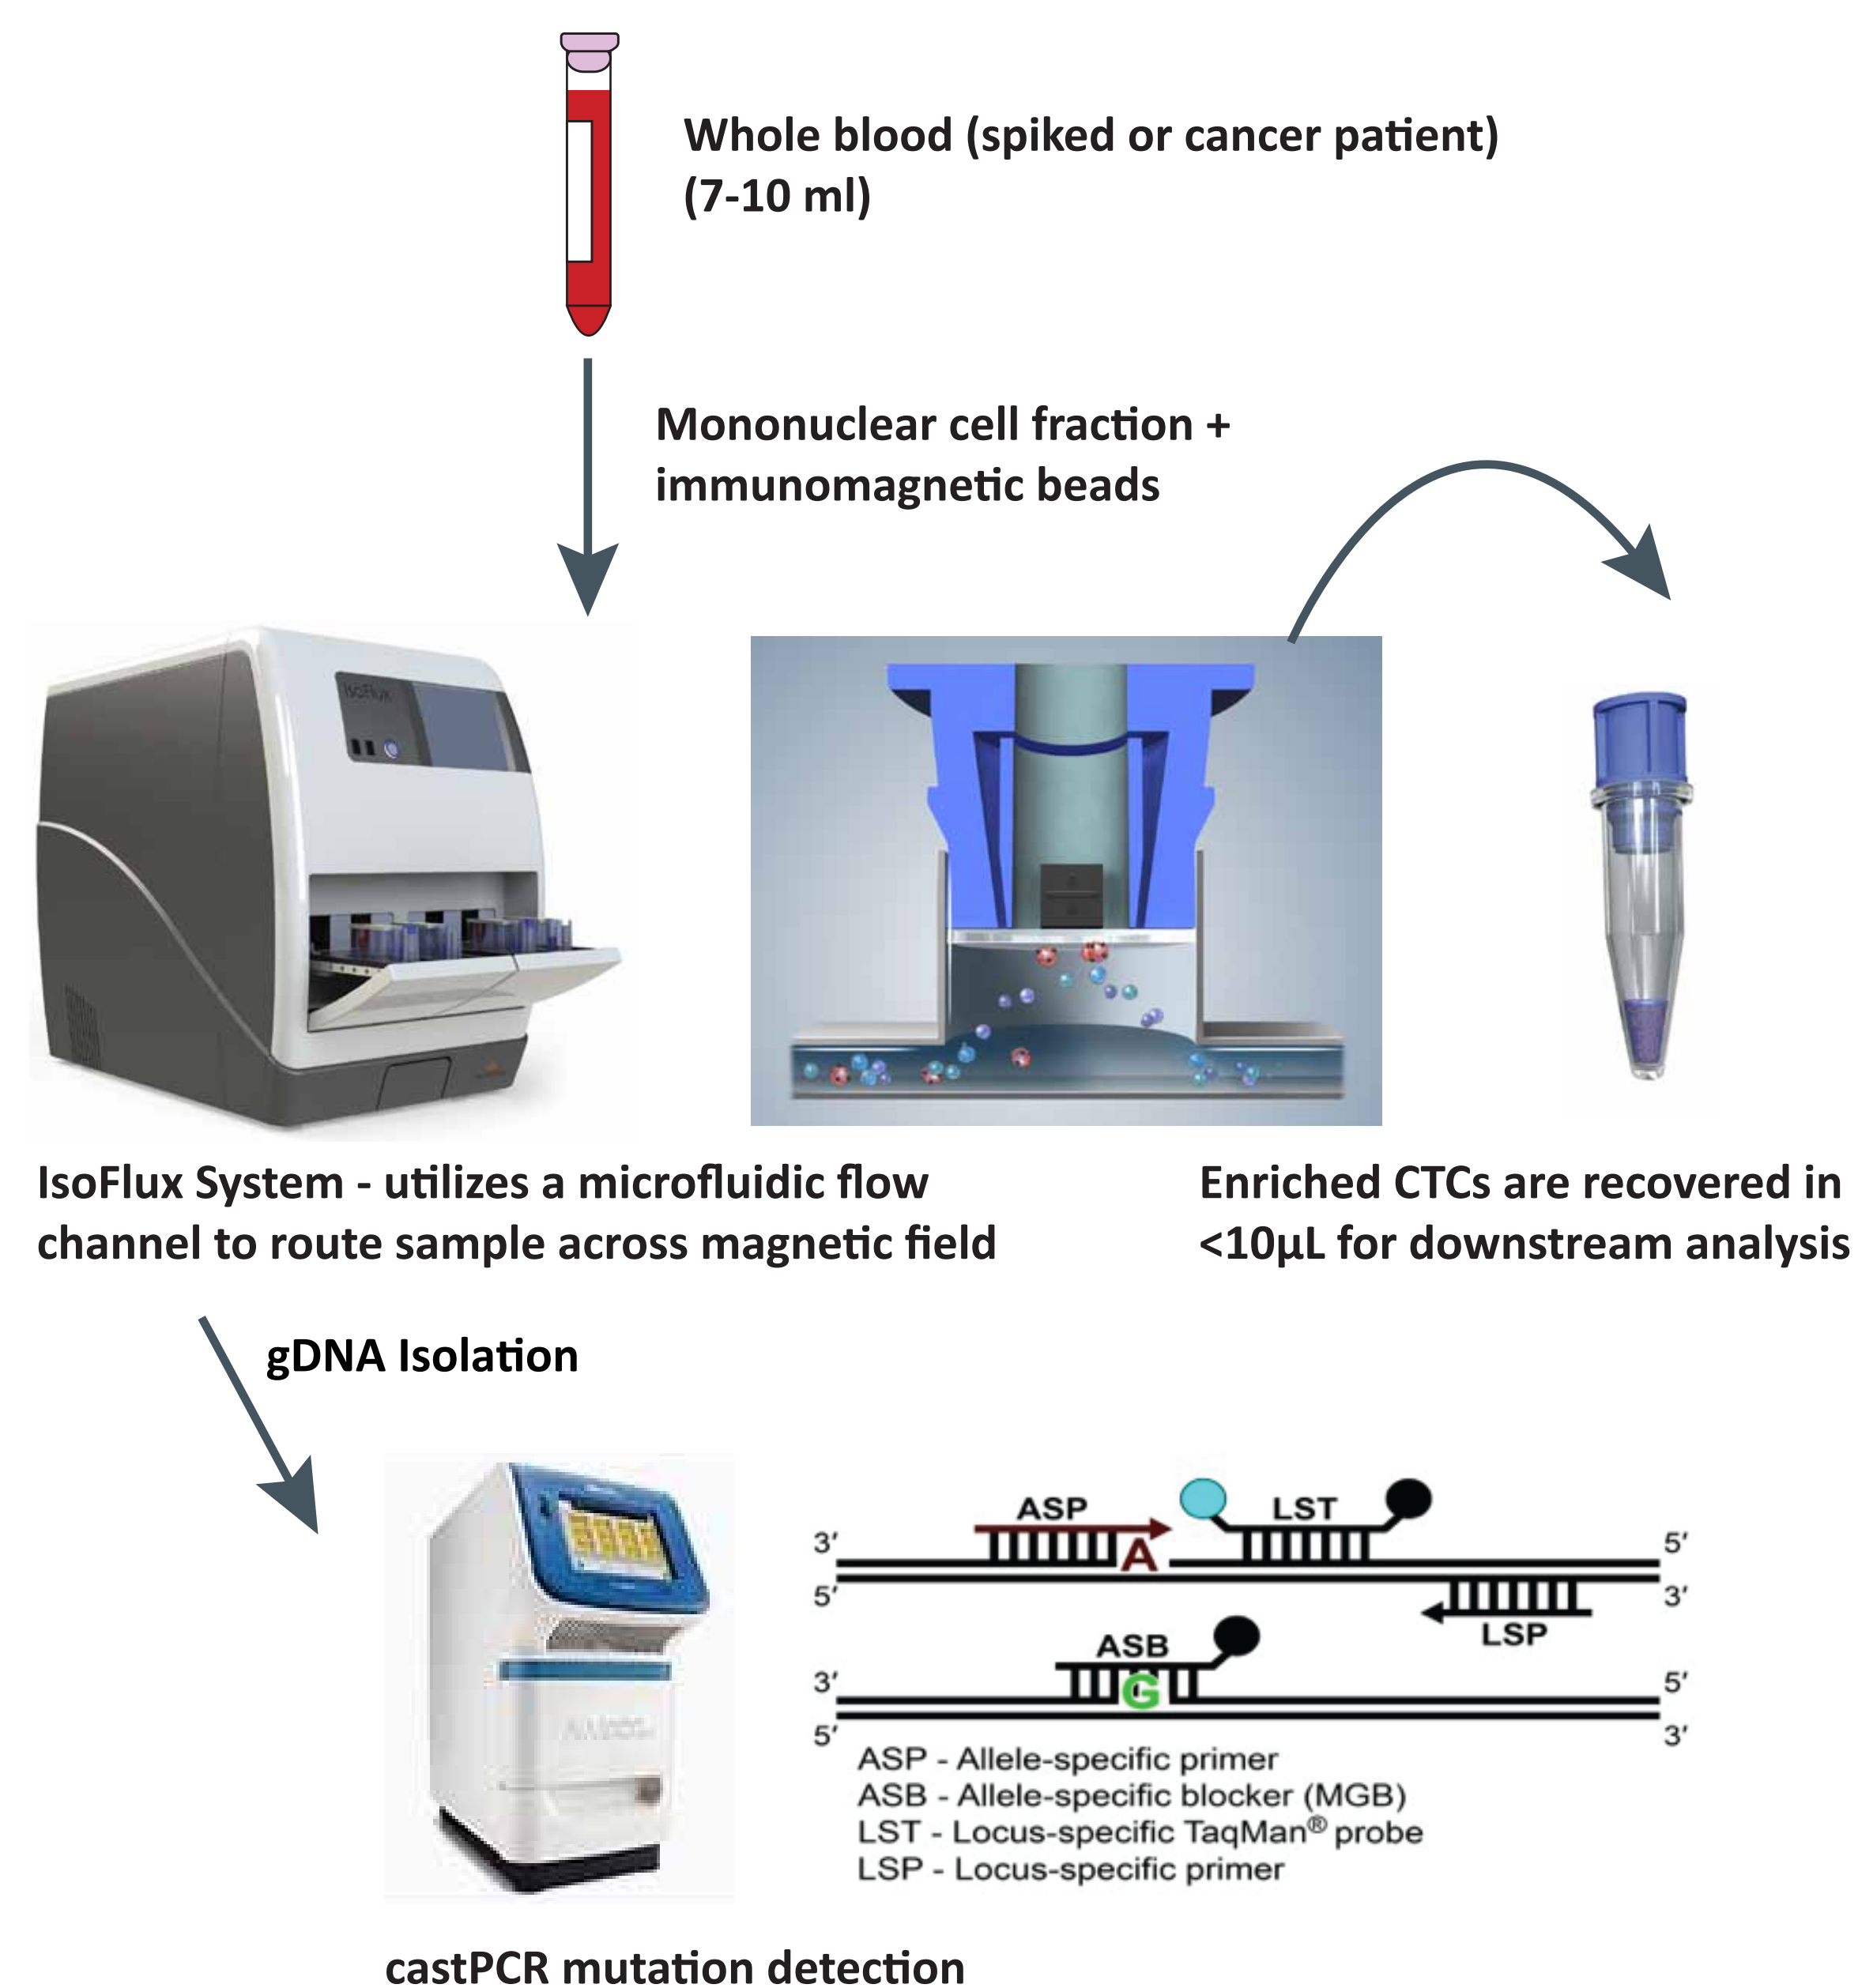 Whole blood (spiked or cancer patient)
(7-10 ml)
Mononuclear cell fraction +
immunomagnetic beads
IsoFlux
IsoFlux System - utilizes a microfluidic flow
channel to route sample across magnetic field
Enriched CTCs are recovered in
<10µL for downstream analysis
gDNA Isolation
ASP
LST
3′
A
5′
5′
3′
LSP
ASB
3′
G
5′
5′
3′
ASP - Allele-specific primer
ASB - Allele-specific blocker (MGB)
LST - Locus-specific TaqMan® probe
LSP - Locus-specific primer
castPCR mutation detection